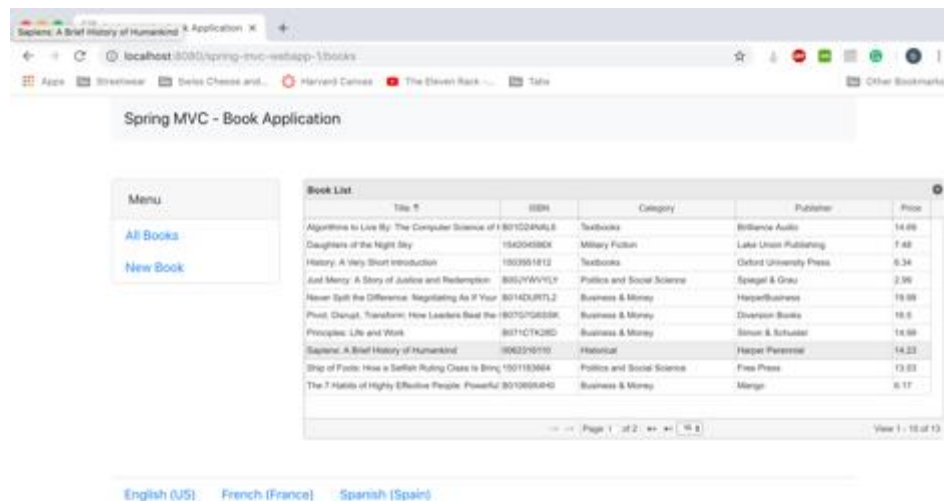 Sapiens: A Brief History of Humankind
Application
localhost:8080/spring-mvc-webapp-1/books
Apps Streetwear Swiss Cheese and... Harvard Canvas The Eleven Rack -... Tabs Other Bookmarks
Spring MVC - Book Application
Menu
All Books
New Book
Book List
Title ISBN Category Publisher Price
Algorithms to Live By: The Computer Science of Textbooks Brilliance Audio 14.69
Daughters of the Night Sky Military Fiction Lake Union Publishing 7.48
History: A Very Short Introduction Textbooks Oxford University Press 6.34
Just Mercy: A Story of Justice and Redemption Politics and Social Science Spiegel & Grau 2.99
Never Split the Difference: Negotiating As If Your Business & Money HarperBusiness 19.99
Pivot, Disrupt, Transform: How Leaders Beat the Business & Money Diversion Books 16.5
Principles: Life and Work Business & Money Simon & Schuster 14.99
Sapiens: A Brief History of Humankind 0062316110 Historical Harper Perennial 14.23
Ship of Fools: How a Selfish Ruling Class Is Bring 1501183664 Politics and Social Science Free Press 13.03
The 7 Habits of Highly Effective People: Powerful Business & Money Mango 6.17
Page 1 of 2 View 1 - 10 of 13
English (US) French (France) Spanish (Spain)